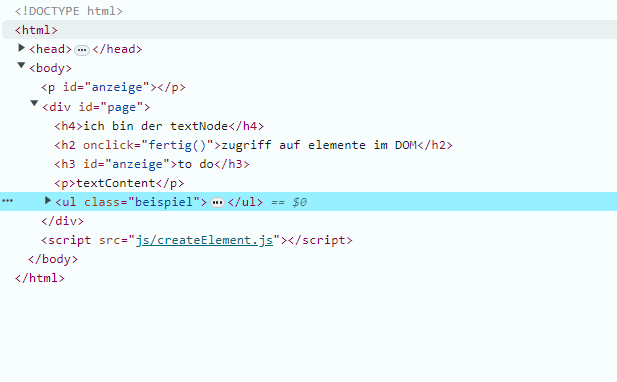 <!DOCTYPE html>
<html>
<head> ••• </head>
<body>
<p id="anzeige"></p>
<div id="page">
<h4>ich bin der textNode</h4>
<h2 onclick="fertig()">zugriff auf elemente im DOM</h2>
<h3 id="anzeige">to do</h3>
<p>textContent</p>
••• <ul class="beispiel"> ••• </ul> == $0
</div>
<script src="js/createElement.js"></script>
</body>
</html>